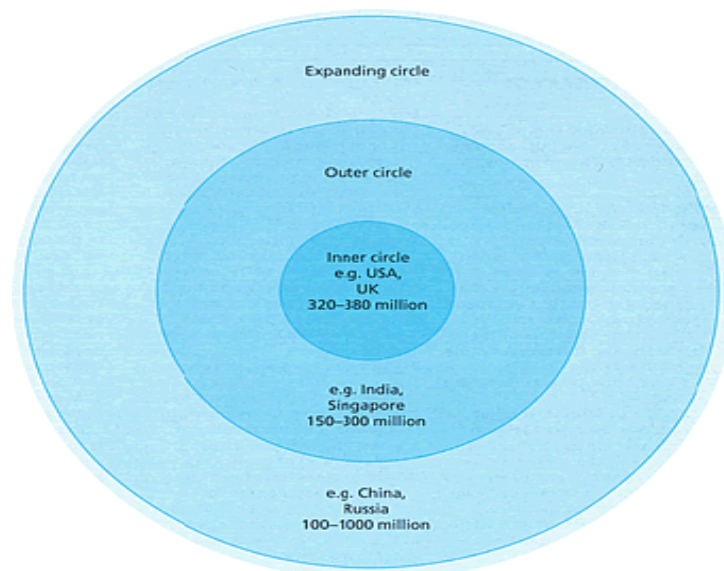 Expanding circle
Outer circle
Inner circle
e.g. USA,
UK
320–380 million
e.g. India,
Singapore
150–300 million
e.g. China,
Russia
100–1000 million